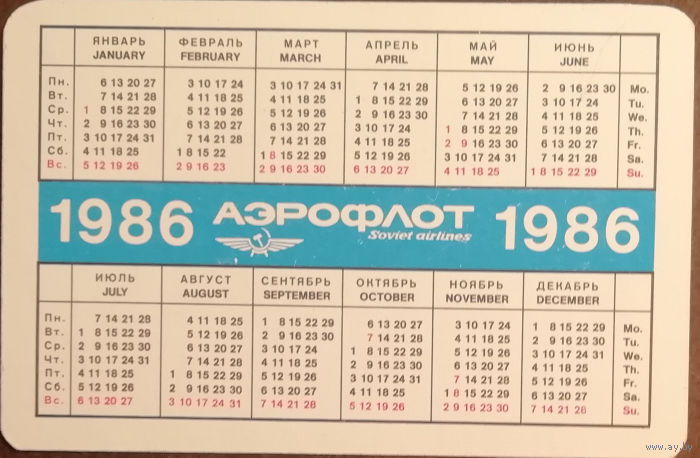 ЯНВАРЬ ФЕВРАЛЬ МАРТ АПРЕЛЬ МАЙ ИЮНЬ
JANUARY FEBRUARY MARCH APRIL MAY JUNE
Пн. 6 13 20 27 3 10 17 24 3 10 17 24 31 7 14 21 28 5 12 19 26 2 9 16 23 30 Mo.
Вт. 7 14 21 28 4 11 18 25 4 11 18 25 1 8 15 22 29 6 13 20 27 3 10 17 24 Tu.
Ср. 1 8 15 22 29 5 12 19 26 5 12 19 26 2 9 16 23 30 7 14 21 28 4 11 18 25 We.
Чт. 2 9 16 23 30 6 13 20 27 6 13 20 27 3 10 17 24 1 8 15 22 29 5 12 19 26 Th.
Пт. 3 10 17 24 31 7 14 21 28 7 14 21 28 4 11 18 25 2 9 16 23 30 6 13 20 27 Fr.
Сб. 4 11 18 25 1 8 15 22 1 8 15 22 29 5 12 19 26 3 10 17 24 31 7 14 21 28 Sa.
Вс. 5 12 19 26 2 9 16 23 2 9 16 23 30 6 13 20 27 4 11 18 25 1 8 15 22 29 Su.
1986 АЭРОФЛОТ 1986
Soviet airlines
ИЮЛЬ АВГУСТ СЕНТЯБРЬ ОКТЯБРЬ НОЯБРЬ ДЕКАБРЬ
JULY AUGUST SEPTEMBER OCTOBER NOVEMBER DECEMBER
Пн. 7 14 21 28 4 11 18 25 1 8 15 22 29 6 13 20 27 3 10 17 24 1 8 15 22 29 Mo.
Вт. 1 8 15 22 29 5 12 19 26 2 9 16 23 30 7 14 21 28 4 11 18 25 2 9 16 23 30 Tu.
Ср. 2 9 16 23 30 6 13 20 27 3 10 17 24 1 8 15 22 29 5 12 19 26 3 10 17 24 31 We.
Чт. 3 10 17 24 31 7 14 21 28 4 11 18 25 2 9 16 23 30 6 13 20 27 4 11 18 25 Th.
Пт. 4 11 18 25 1 8 15 22 29 5 12 19 26 3 10 17 24 31 7 14 21 28 5 12 19 26 Fr.
Сб. 5 12 19 26 2 9 16 23 30 6 13 20 27 4 11 18 25 1 8 15 22 29 6 13 20 27 Sa.
Вс. 6 13 20 27 3 10 17 24 31 7 14 21 28 5 12 19 26 2 9 16 23 30 7 14 21 28 Su.
www.ay.by